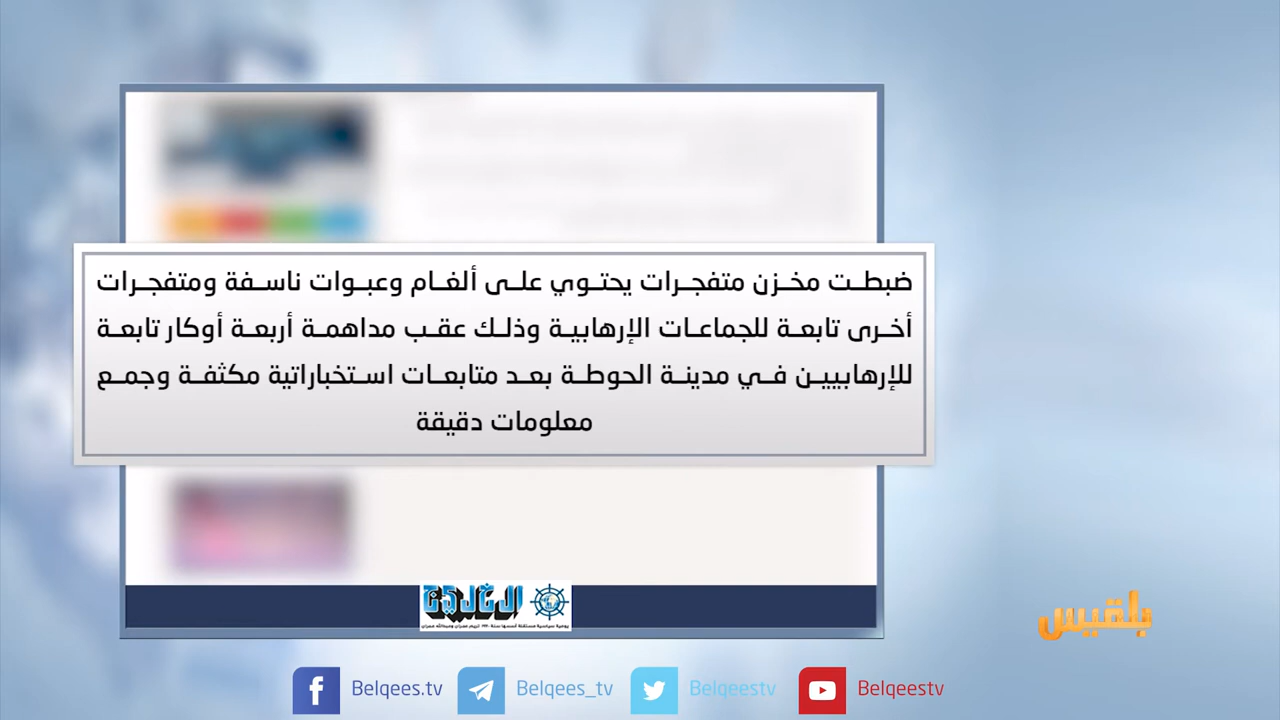 ضبطت مخزن متفجرات يحتوي على ألغام وعبوات ناسفة ومتفجرات
أخرى تابعة للجماعات الإرهابية وذلك عقب مداهمة أربعة أوكار تابعة
للإرهابيين في مدينة الحوطة بعد متابعات استخباراتية مكثفة وجمع
معلومات دقيقة
الخليج
بلقيس
Belqees.tv
Belqees_tv
Belqeestv
Belqeestv